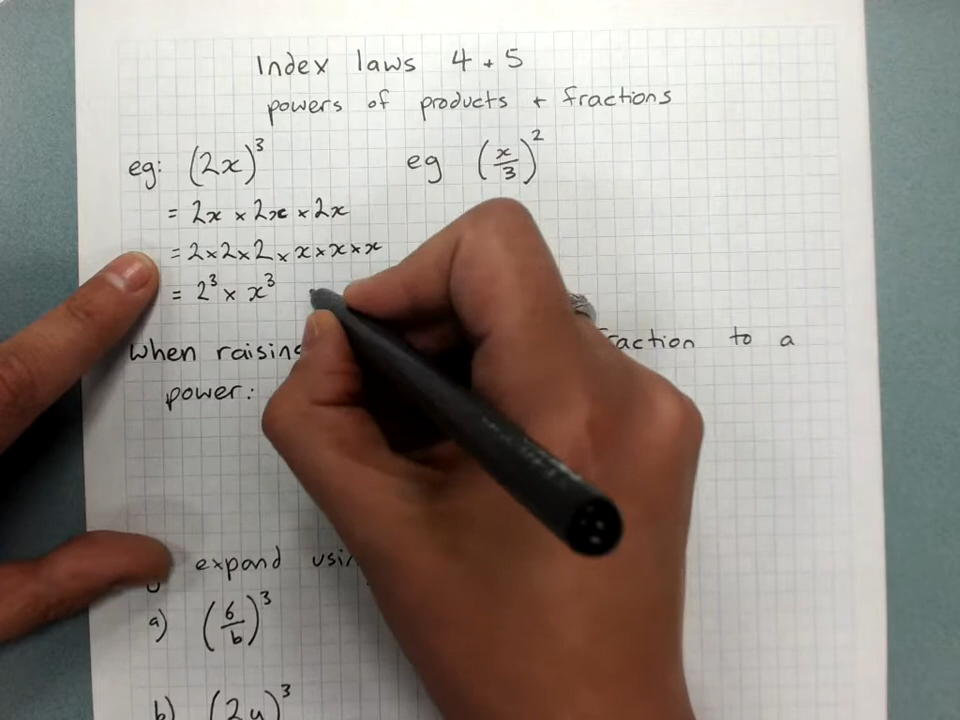 Index laws 4 + 5
powers of products + fractions
eg: (2x)³
= 2x × 2x × 2x
= 2×2×2 × x×x×x
= 2³ × x³
eg (x/3)²
When raising to a
power:
expand
a) (6/b)³
b) (2y)³